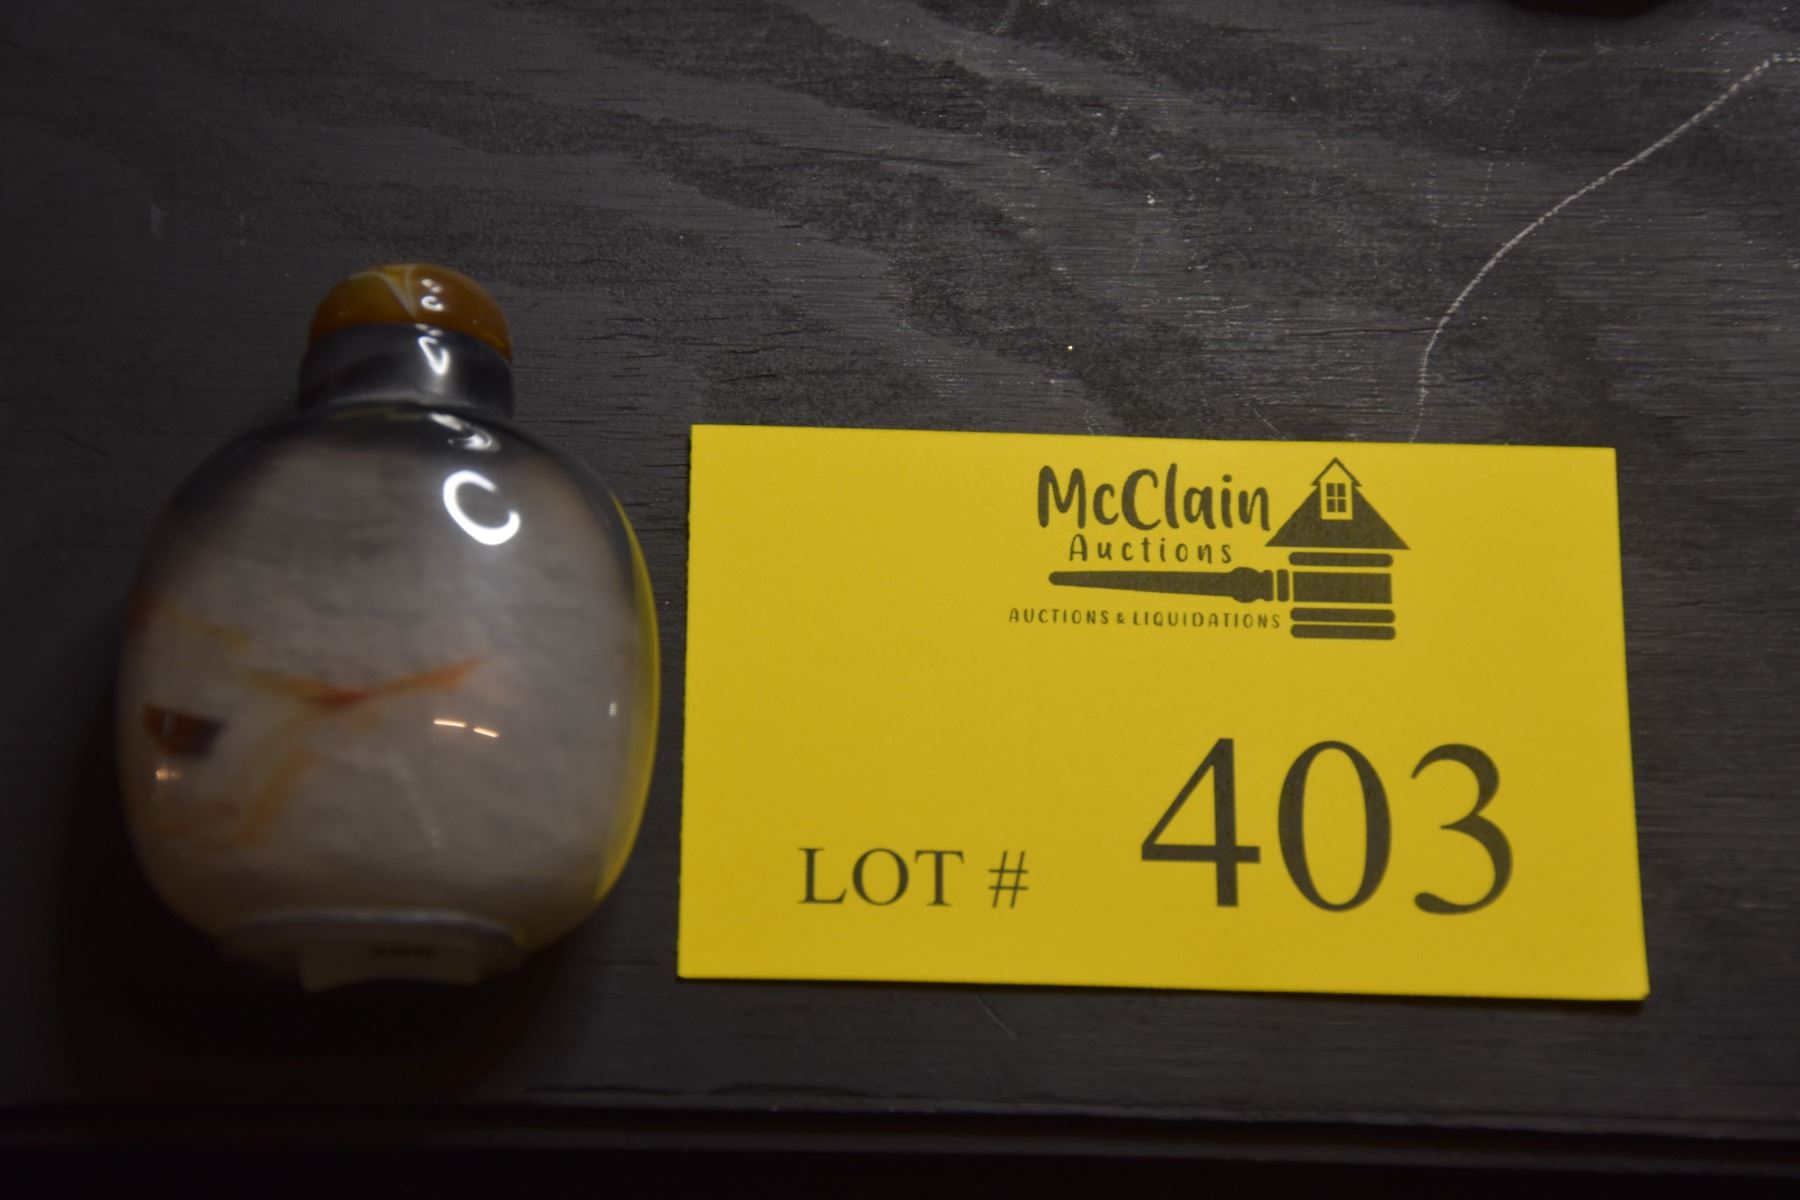 McClain
Auctions
AUCTIONS & LIQUIDATIONS
LOT # 403